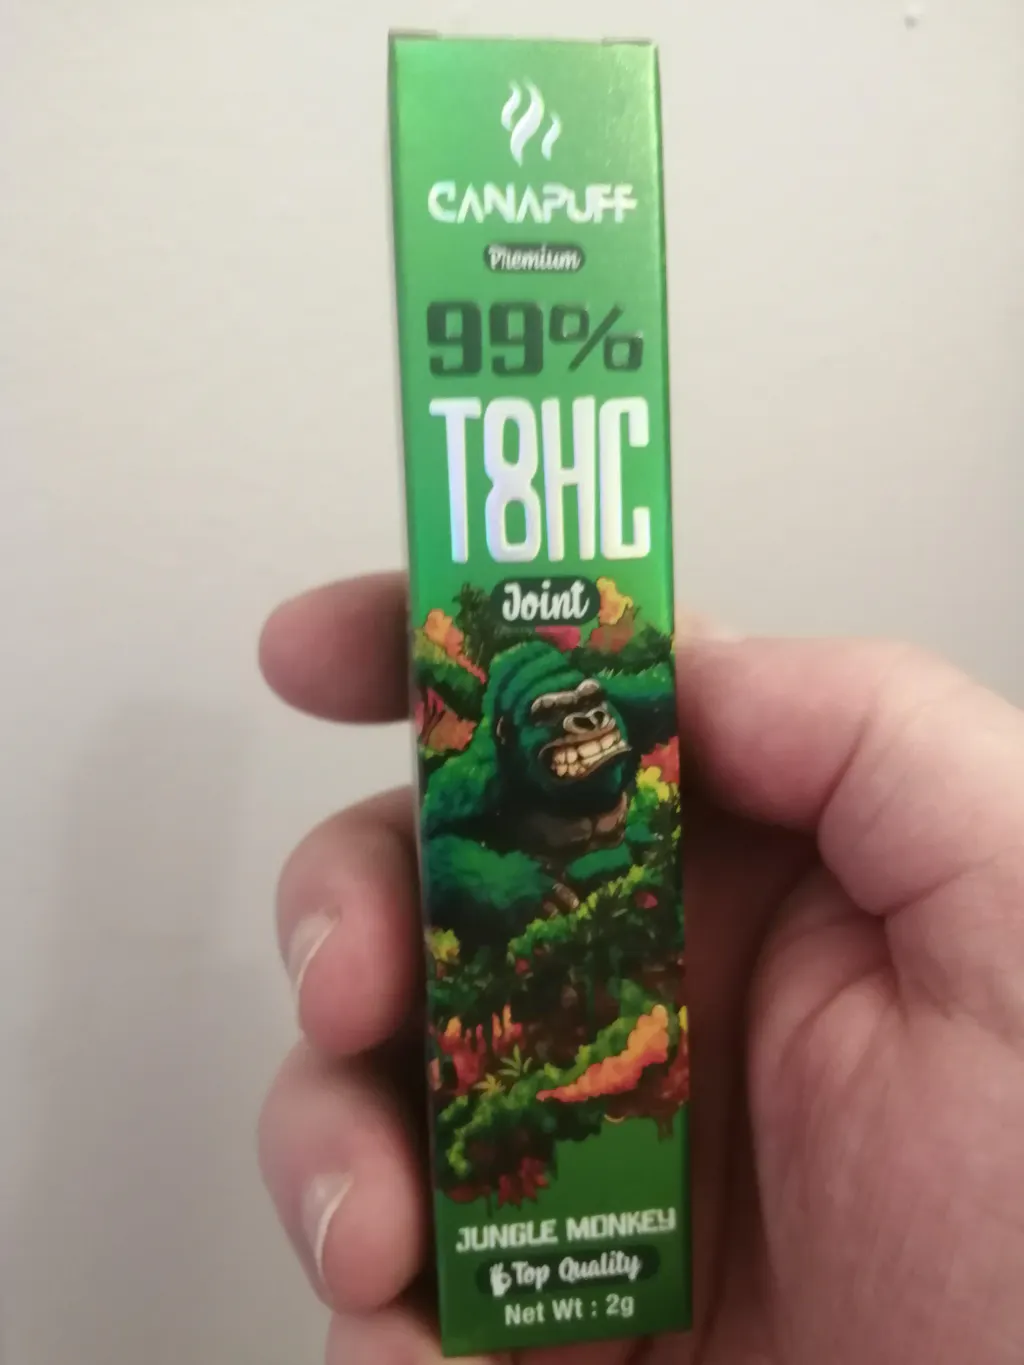 CANAPUFF
Premium
99%
T8HC
Joint
JUNGLE MONKEY
Top Quality
Net Wt : 2g